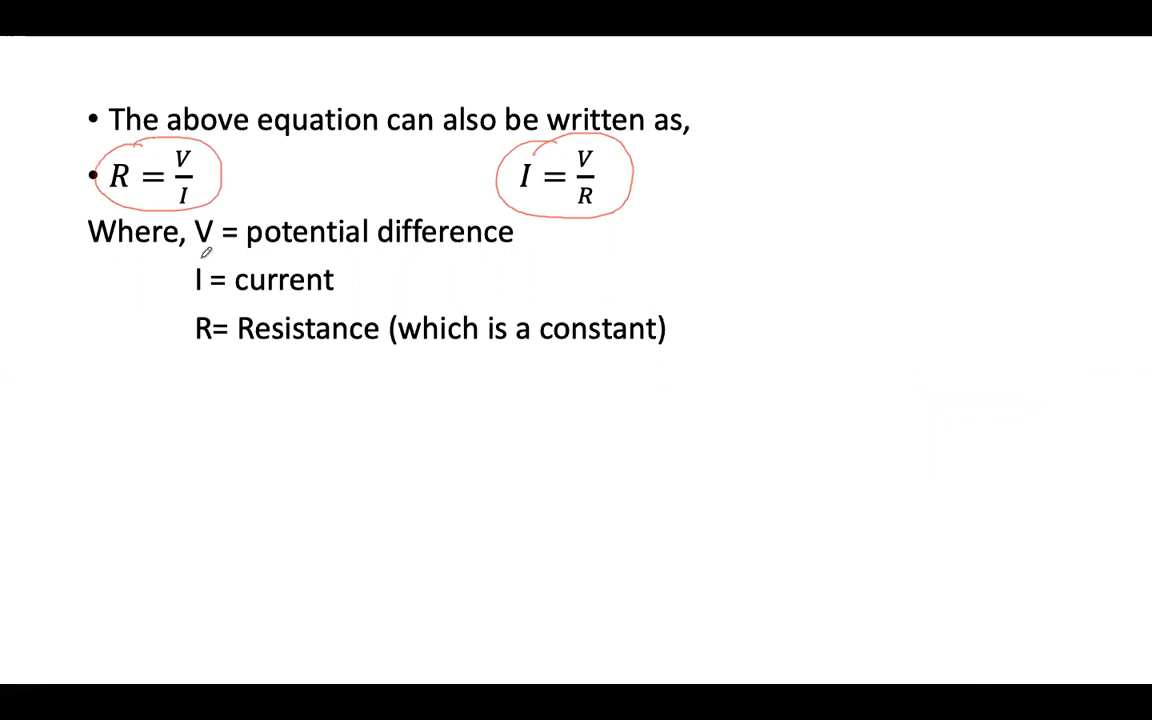 • The above equation can also be written as,
• R = V/I I = V/R
Where, V = potential difference
I = current
R= Resistance (which is a constant)